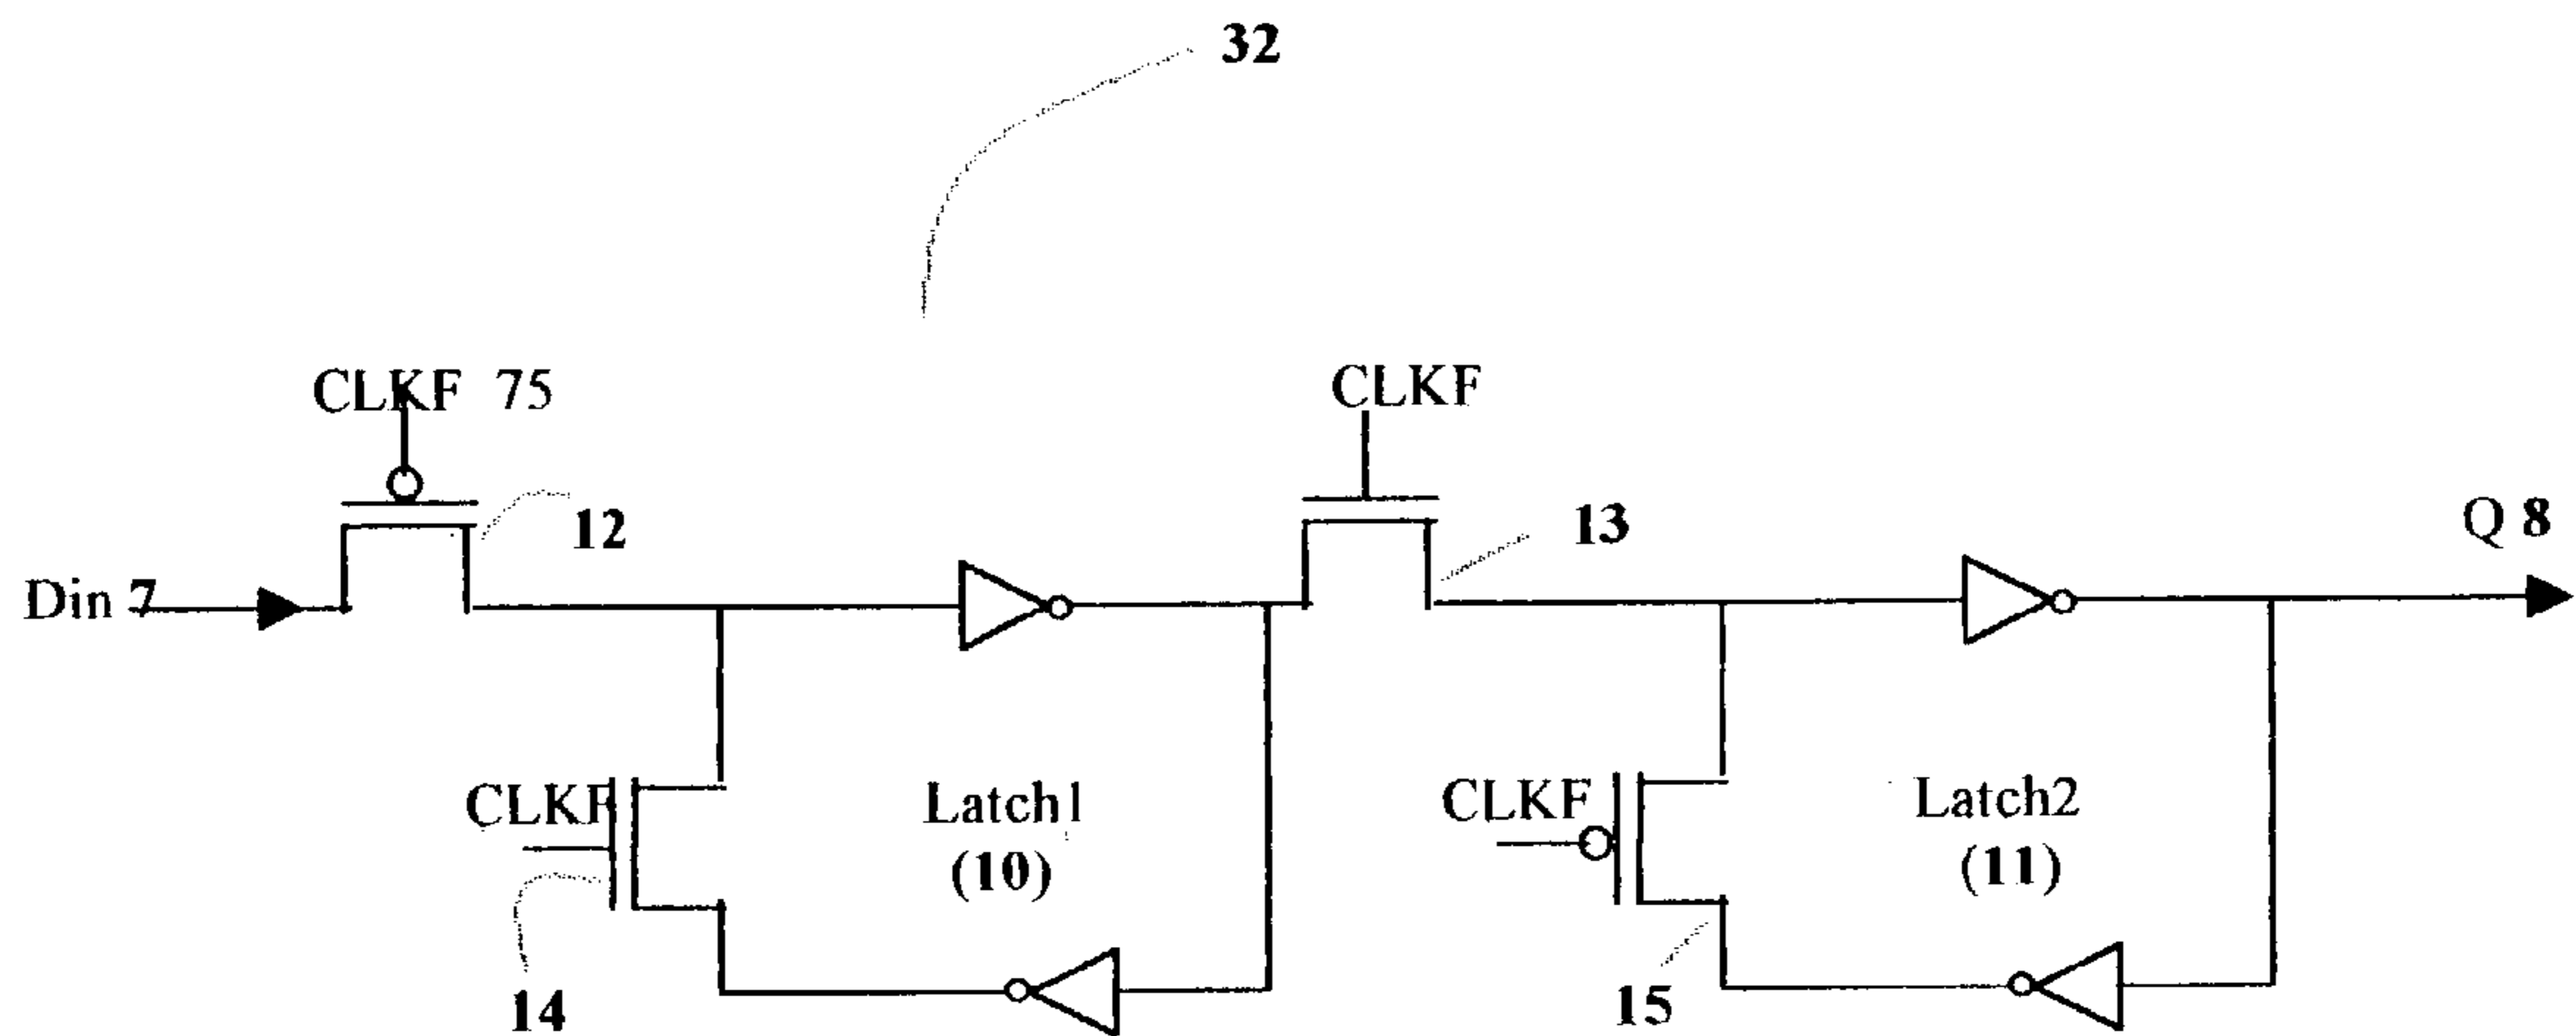 32
CLKF 75
CLKF
12
13
Q 8
Din 7
CLKF
Latch1
(10)
CLKF
Latch2
(11)
14
15